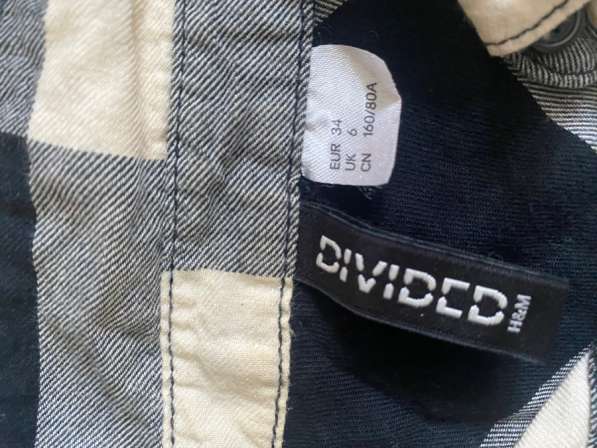 EUR 34
UK 6
CN 160/80A
DIVIDED
H&M